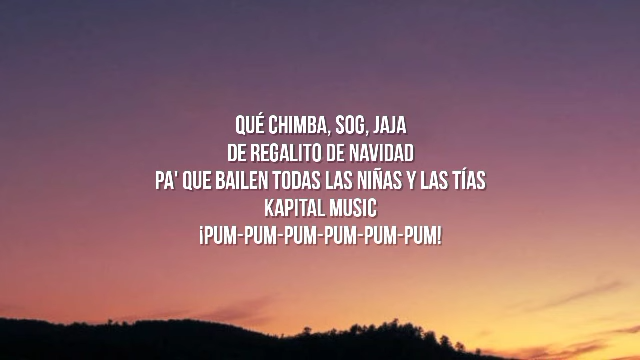 QUÉ CHIMBA, SOG, JAJA
DE REGALITO DE NAVIDAD
PA' QUE BAILEN TODAS LAS NIÑAS Y LAS TÍAS
KAPITAL MUSIC
¡PUM-PUM-PUM-PUM-PUM-PUM!